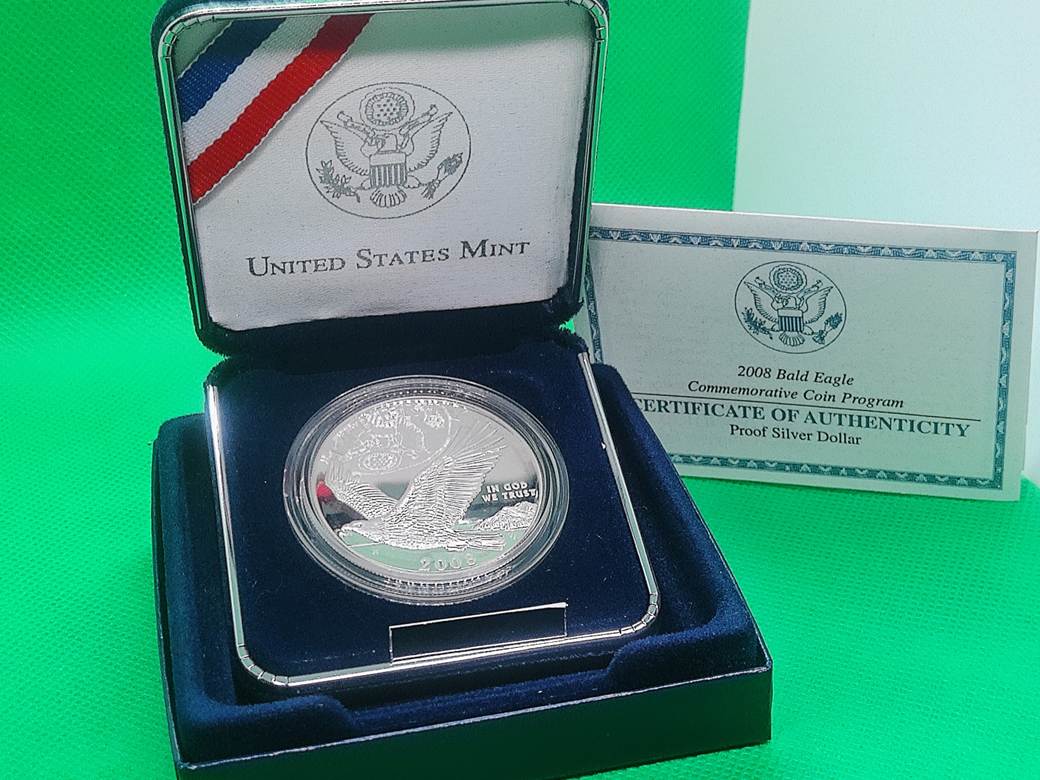 UNITED STATES MINT
2008 Bald Eagle
Commemorative Coin Program
CERTIFICATE OF AUTHENTICITY
Proof Silver Dollar
IN GOD
WE TRUST
2008